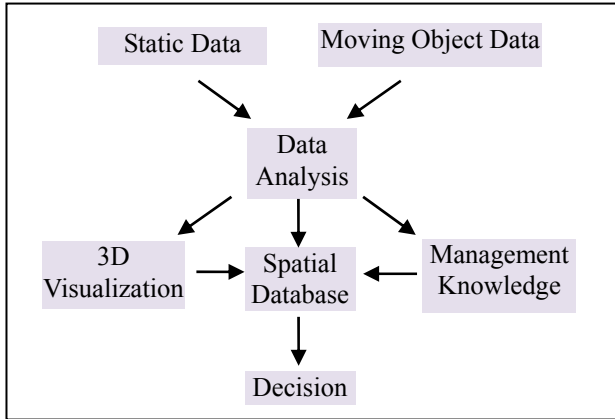 Static Data
Moving Object Data
Data
Analysis
3D
Visualization
Spatial
Database
Management
Knowledge
Decision